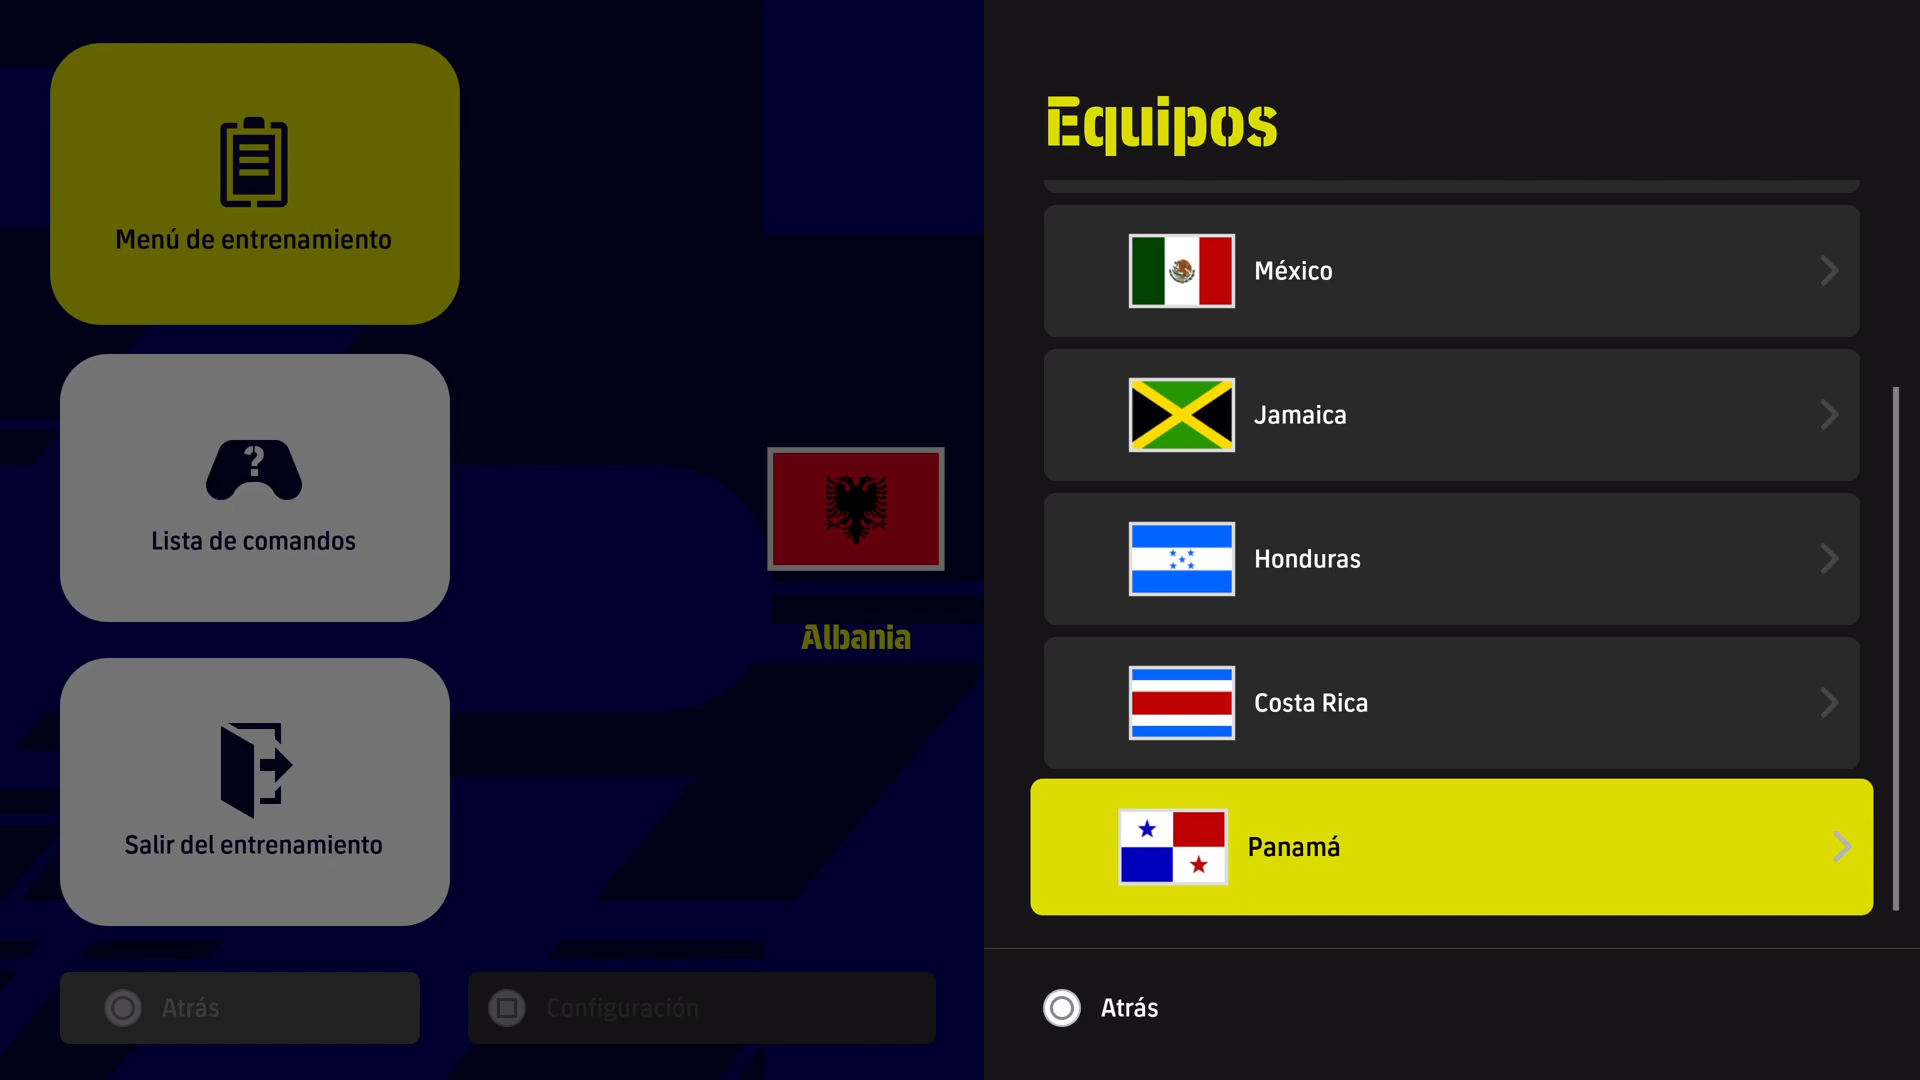 Menú de entrenamiento
Lista de comandos
?
Salir del entrenamiento
Albania
Atrás
Configuración
Equipos
México
Jamaica
Honduras
Costa Rica
Panamá
Atrás